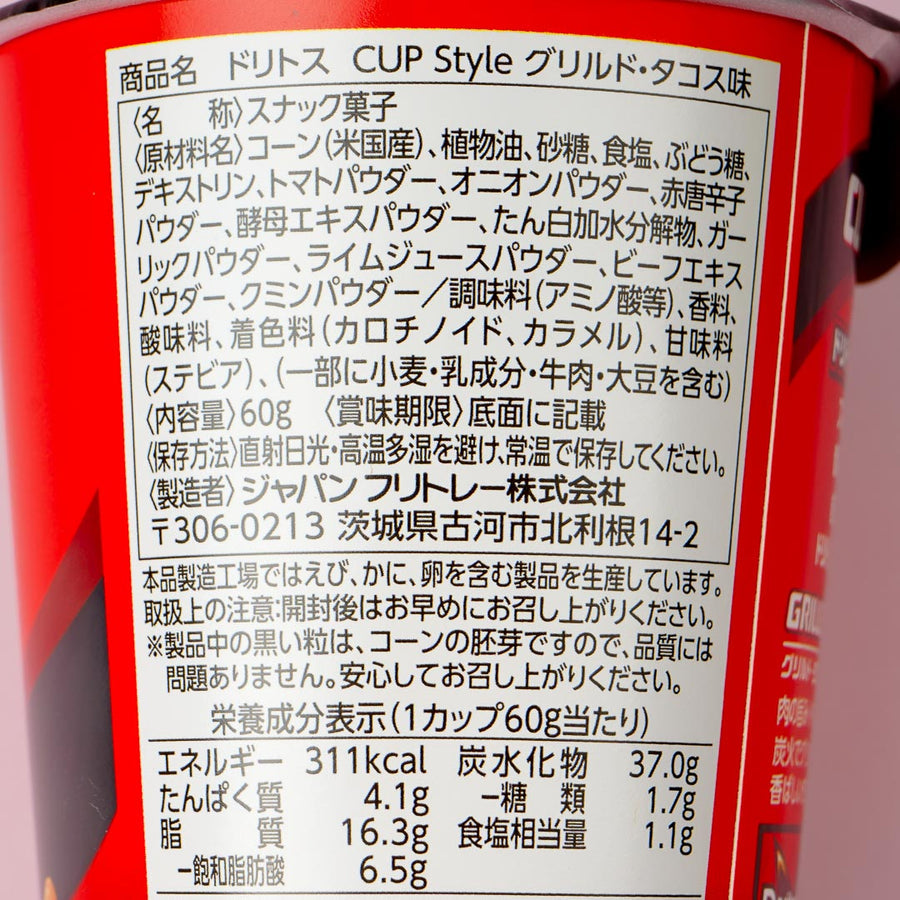 商品名 ドリトス CUP Style グリルド・タコス味
〈名 称〉スナック菓子
〈原材料名〉コーン(米国産)、植物油、砂糖、食塩、ぶどう糖、
デキストリン、トマトパウダー、オニオンパウダー、赤唐辛子
パウダー、酵母エキスパウダー、たん白加水分解物、ガー
リックパウダー、ライムジュースパウダー、ビーフエキス
パウダー、クミンパウダー/調味料(アミノ酸等)、香料、
酸味料、着色料(カロチノイド、カラメル)、甘味料
(ステビア)、(一部に小麦・乳成分・牛肉・大豆を含む)
〈内容量〉60g 〈賞味期限〉底面に記載
〈保存方法〉直射日光・高温多湿を避け、常温で保存してください。
〈製造者〉ジャパン フリトレー株式会社
〒306-0213 茨城県古河市北利根14-2
本品製造工場ではえび、かに、卵を含む製品を生産しています。
取扱上の注意:開封後はお早めにお召し上がりください。
※製品中の黒い粒は、コーンの胚芽ですので、品質には
問題ありません。安心してお召し上がりください。
栄養成分表示(1カップ60g当たり)
エネルギー 311kcal 炭水化物 37.0g
たんぱく質 4.1g −糖 類 1.7g
脂 質 16.3g 食塩相当量 1.1g
−飽和脂肪酸 6.5g
グリルド
肉の旨み